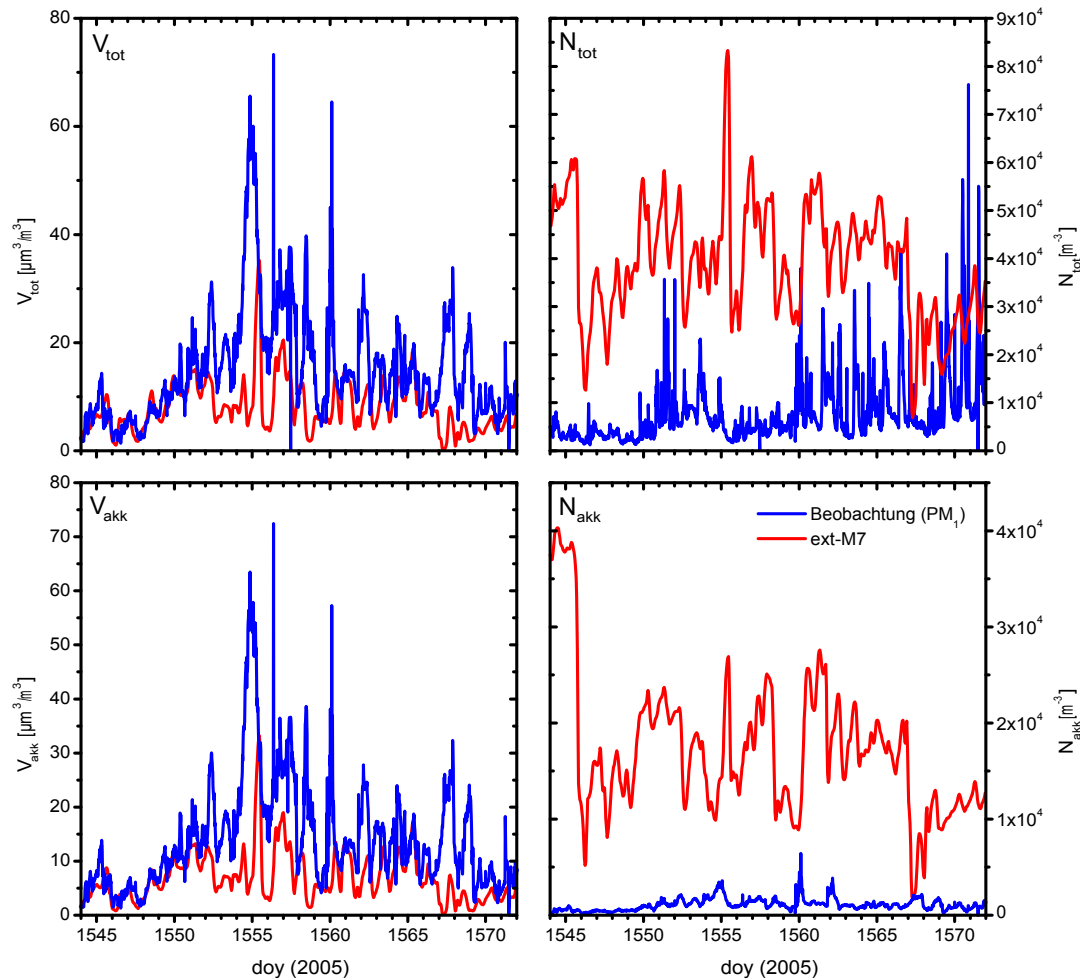 V_tot
V_tot [µm³/m³]
80
60
40
20
0
N_tot
9x10⁴
8x10⁴
7x10⁴
6x10⁴
5x10⁴
4x10⁴
3x10⁴
2x10⁴
1x10⁴
0
N_tot [m⁻³]
V_akk
V_akk [µm³/m³]
80
70
60
50
40
30
20
10
0
1545 1550 1555 1560 1565 1570
doy (2005)
N_akk
Beobachtung (PM₁)
ext-M7
4x10⁴
3x10⁴
2x10⁴
1x10⁴
0
N_akk [m⁻³]
1545 1550 1555 1560 1565 1570
doy (2005)